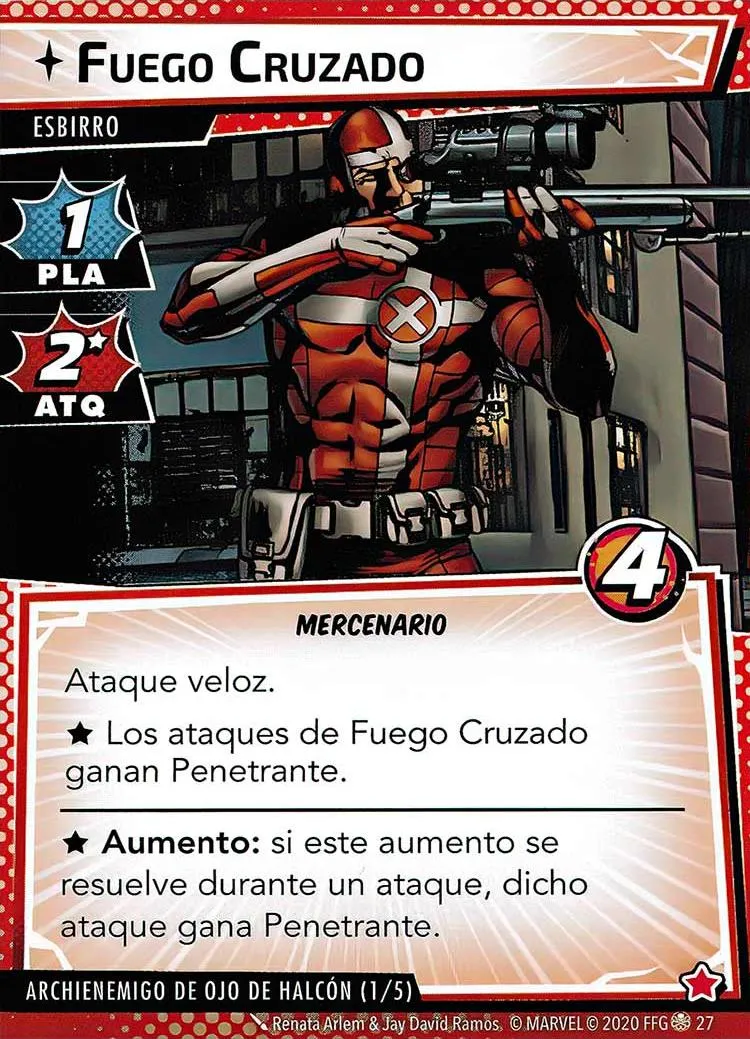 FUEGO CRUZADO
ESBIRRO
1
PLA
2
ATQ
4
MERCENARIO
Ataque veloz.
★ Los ataques de Fuego Cruzado
ganan Penetrante.
★ Aumento: si este aumento se
resuelve durante un ataque, dicho
ataque gana Penetrante.
ARCHIENEMIGO DE OJO DE HALCÓN (1/5)
Renata Arlem & Jay David Ramos. © MARVEL © 2020 FFG 27